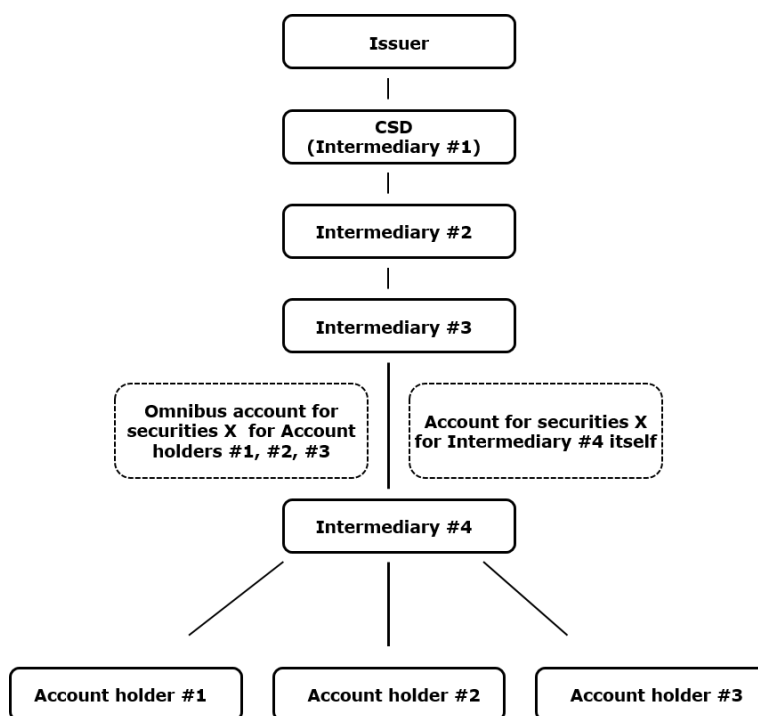 Issuer
CSD
(Intermediary #1)
Intermediary #2
Intermediary #3
Omnibus account for
securities X for Account
holders #1, #2, #3
Account for securities X
for Intermediary #4 itself
Intermediary #4
Account holder #1
Account holder #2
Account holder #3